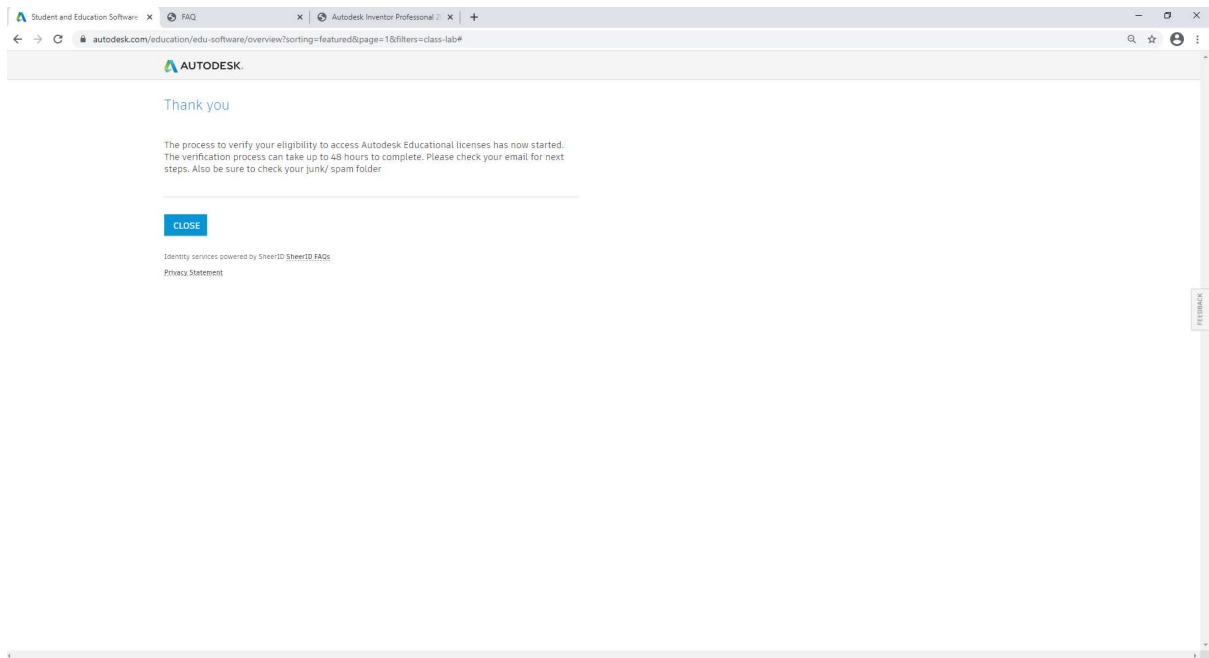 Student and Education Software
FAQ
Autodesk Inventor Professional 2
autodesk.com/education/edu-software/overview?sorting=featured&page=1&filters=class-lab#
AUTODESK.
Thank you
The process to verify your eligibility to access Autodesk Educational licenses has now started.
The verification process can take up to 48 hours to complete. Please check your email for next
steps. Also be sure to check your junk/ spam folder
CLOSE
Identity services powered by SheerID SheerID FAQs
Privacy Statement
FEEDBACK